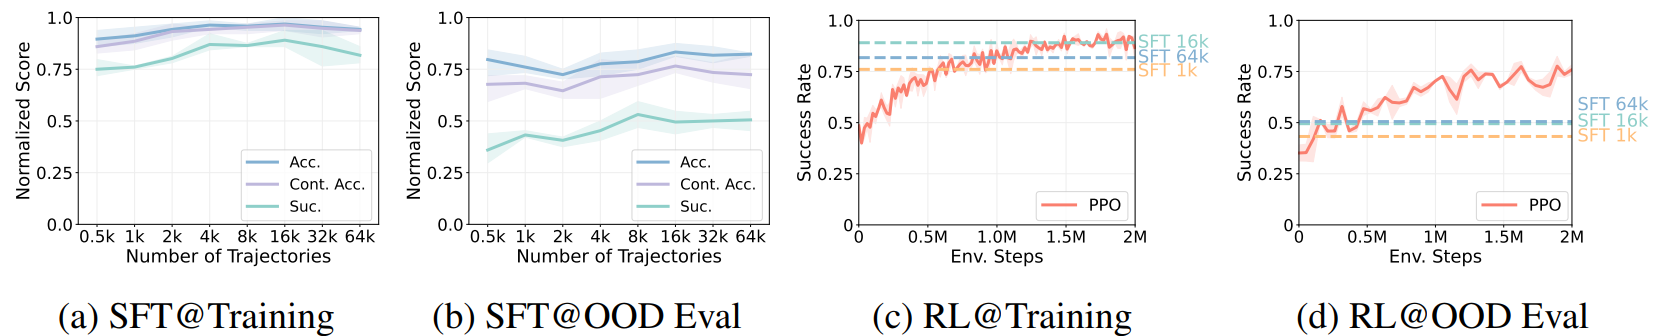 1.0
0.75
0.5
0.25
0.0
Normalized Score
Acc.
Cont. Acc.
Suc.
0.5k 1k 2k 4k 8k 16k 32k 64k
Number of Trajectories
(a) SFT@Training
1.0
0.75
0.5
0.25
0.0
Normalized Score
Acc.
Cont. Acc.
Suc.
0.5k 1k 2k 4k 8k 16k 32k 64k
Number of Trajectories
(b) SFT@OOD Eval
1.0
0.75
0.5
0.25
0
Success Rate
SFT 16k
SFT 64k
SFT 1k
PPO
0 0.5M 1.0M 1.5M 2M
Env. Steps
(c) RL@Training
1.0
0.75
0.5
0.25
0
Success Rate
SFT 64k
SFT 16k
SFT 1k
PPO
0 0.5M 1M 1.5M 2M
Env. Steps
(d) RL@OOD Eval